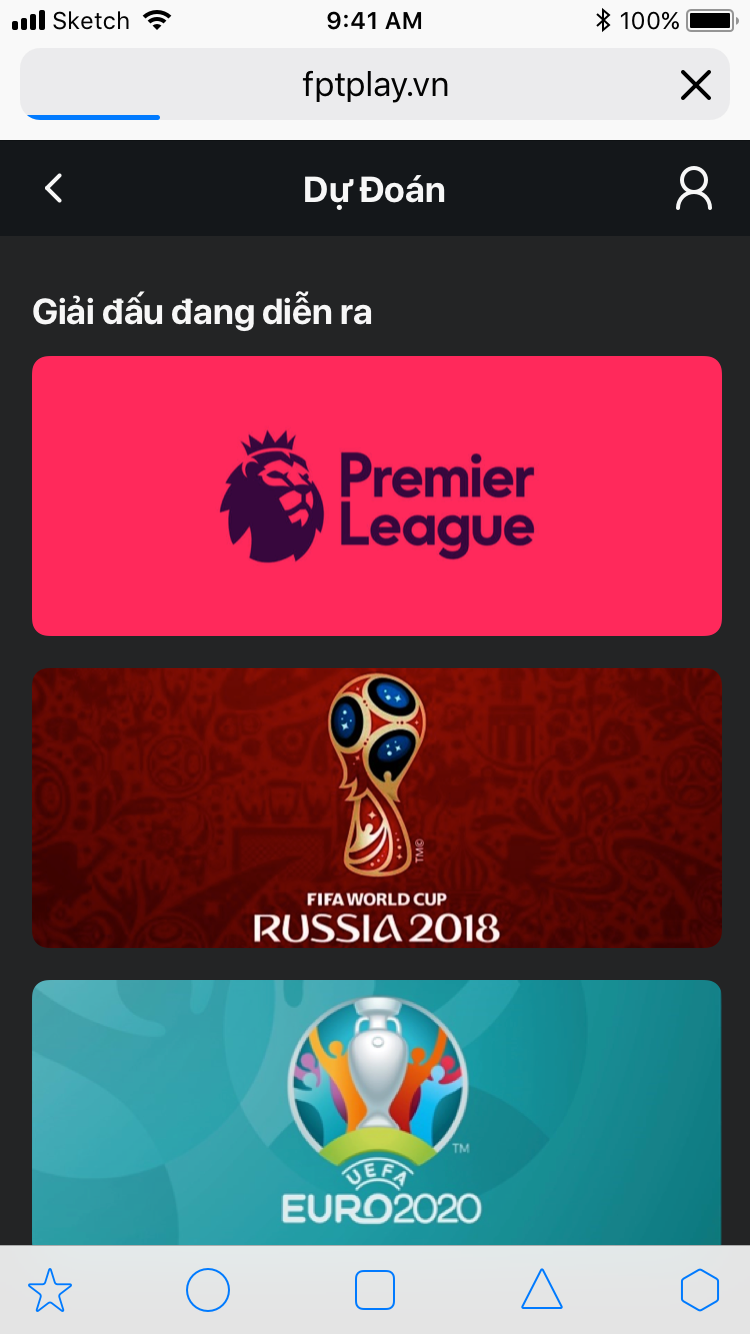 Sketch 9:41 AM 100%
fptplay.vn
Dự Đoán
Giải đấu đang diễn ra
Premier
League
TM©
FIFA WORLD CUP
RUSSIA 2018
TM
UEFA
EURO2020